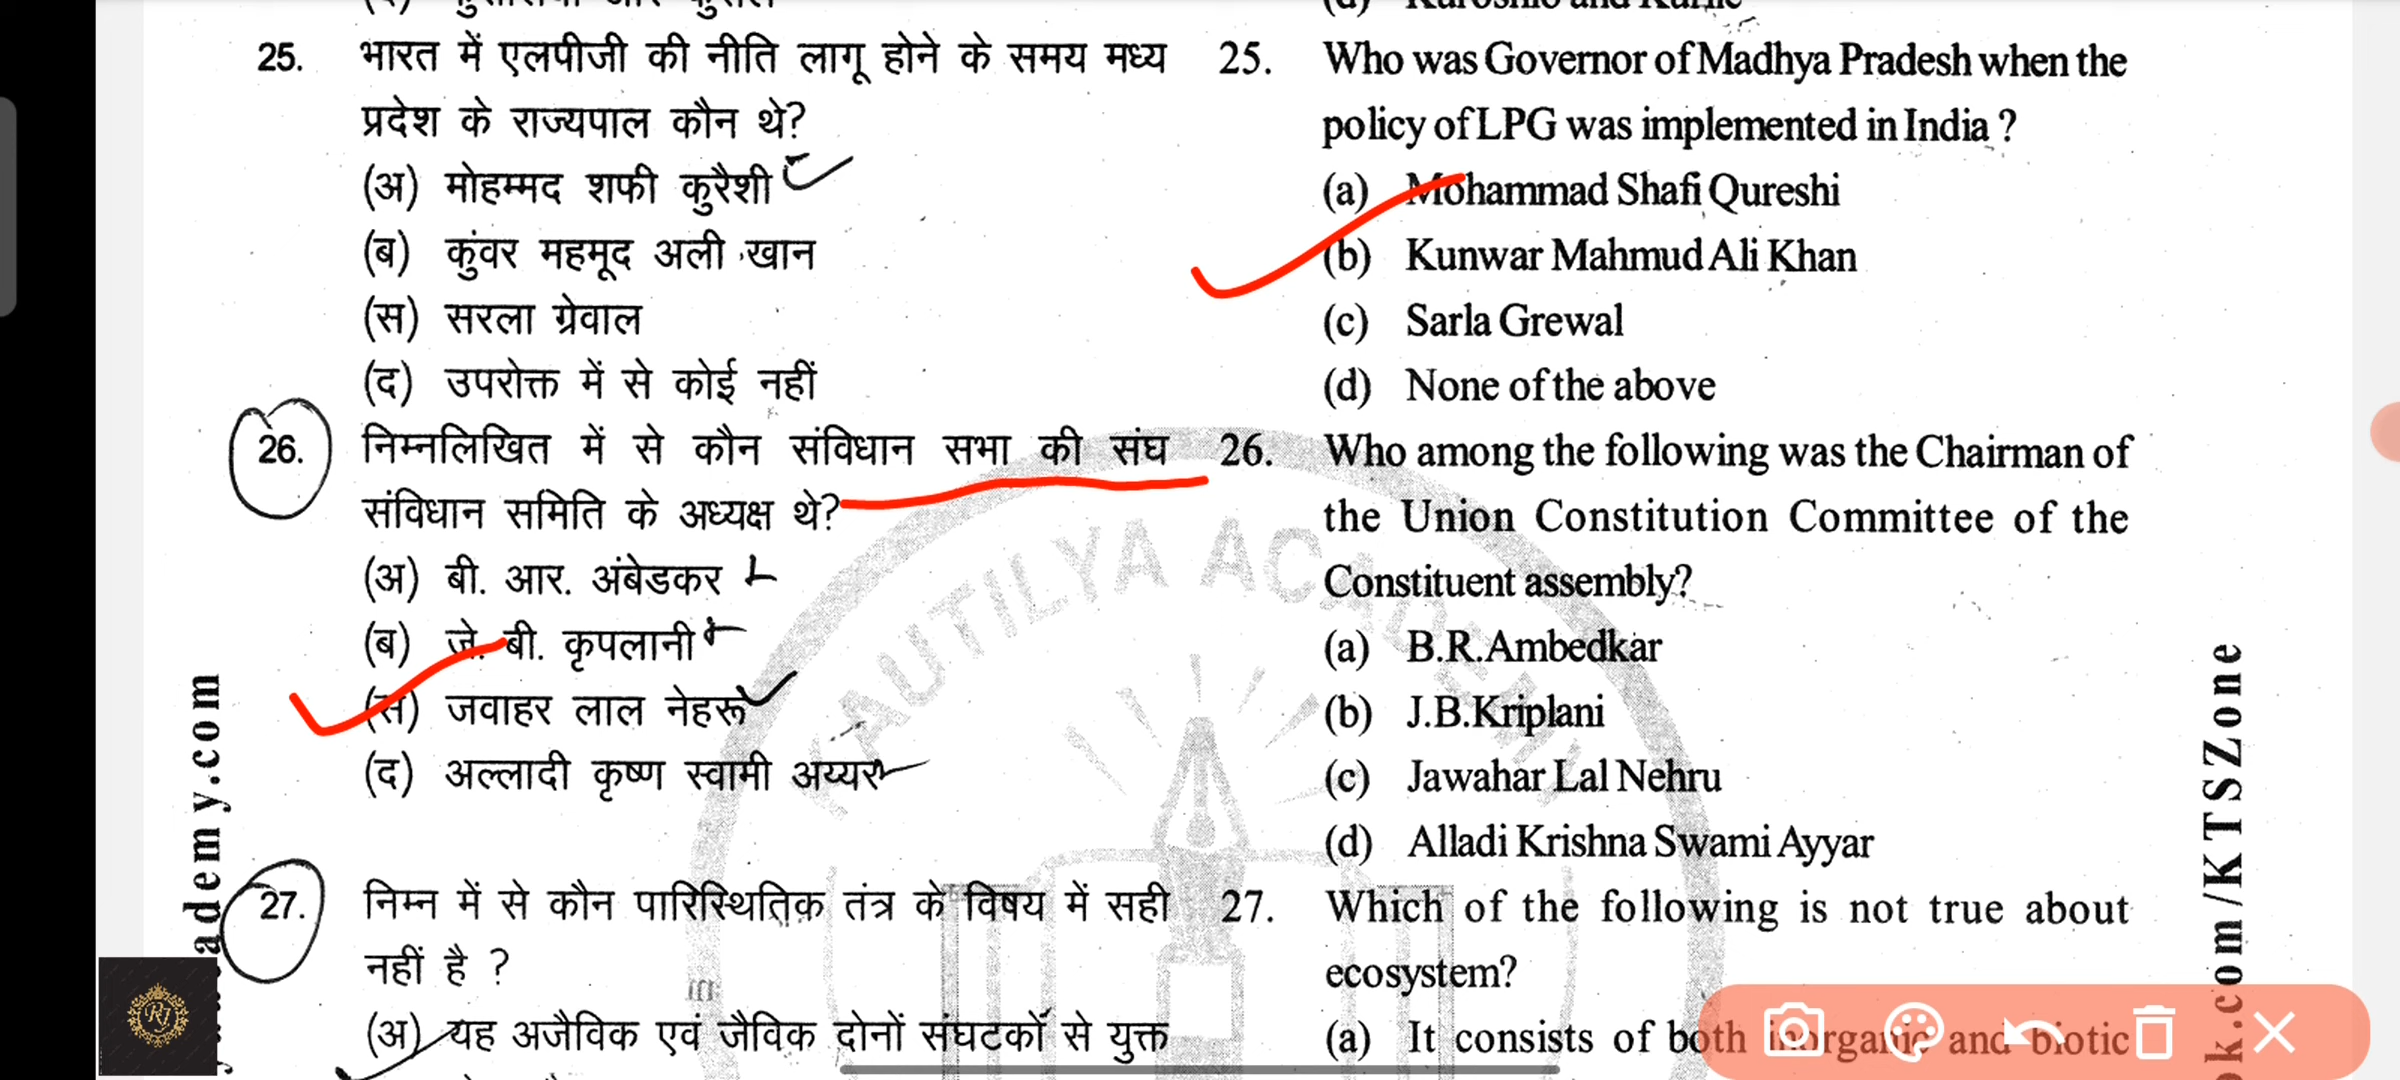 25. भारत में एलपीजी की नीति लागू होने के समय मध्य
प्रदेश के राज्यपाल कौन थे?
(अ) मोहम्मद शफी कुरैशी
(ब) कुंवर महमूद अली खान
(स) सरला ग्रेवाल
(द) उपरोक्त में से कोई नहीं
26. निम्नलिखित में से कौन संविधान सभा की संघ
संविधान समिति के अध्यक्ष थे?
(अ) बी. आर. अंबेडकर
(ब) जे. बी. कृपलानी
(स) जवाहर लाल नेहरू
(द) अल्लादी कृष्ण स्वामी अय्यर
27. निम्न में से कौन पारिस्थितिक तंत्र के विषय में सही
नहीं है ?
(अ) यह अजैविक एवं जैविक दोनों संघटकों से युक्त
25. Who was Governor of Madhya Pradesh when the
policy of LPG was implemented in India ?
(a) Mohammad Shafi Qureshi
(b) Kunwar Mahmud Ali Khan
(c) Sarla Grewal
(d) None of the above
26. Who among the following was the Chairman of
the Union Constitution Committee of the
Constituent assembly?
(a) B.R.Ambedkar
(b) J.B.Kriplani
(c) Jawahar Lal Nehru
(d) Alladi Krishna Swami Ayyar
27. Which of the following is not true about
ecosystem?
(a) It consists of both inorganic and biotic
ademy.com
k.com/KTSZone
KAUTILYA ACADEMY
RJ